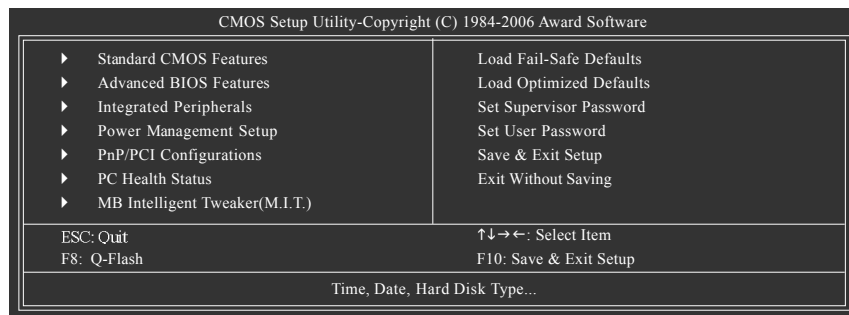 CMOS Setup Utility-Copyright (C) 1984-2006 Award Software
Standard CMOS Features
Advanced BIOS Features
Integrated Peripherals
Power Management Setup
PnP/PCI Configurations
PC Health Status
MB Intelligent Tweaker(M.I.T.)
Load Fail-Safe Defaults
Load Optimized Defaults
Set Supervisor Password
Set User Password
Save & Exit Setup
Exit Without Saving
ESC: Quit
↑↓→←: Select Item
F8: Q-Flash
F10: Save & Exit Setup
Time, Date, Hard Disk Type...